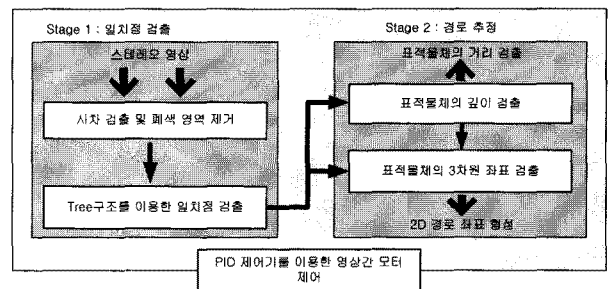 Stage 1 : 일치점 검출
스테레오 영상
시차 검출 및 폐색 영역 제거
Tree구조를 이용한 일치점 검출
Stage 2 : 경로 추정
표적물체의 거리 검출
표적물체의 깊이 검출
표적물체의 3차원 좌표 검출
2D 경로 좌표 형성
PID 제어기를 이용한 영상간 모터
제어